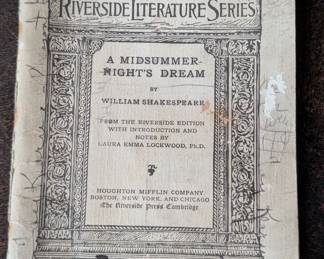 RIVERSIDE LITERATURE SERIES
A MIDSUMMER-
NIGHT'S DREAM
BY
WILLIAM SHAKESPEARE
FROM THE RIVERSIDE EDITION
WITH INTRODUCTION AND
NOTES BY
LAURA EMMA LOCKWOOD, Ph.D.
HOUGHTON MIFFLIN COMPANY
BOSTON, NEW YORK, AND CHICAGO
The Riverside Press Cambridge